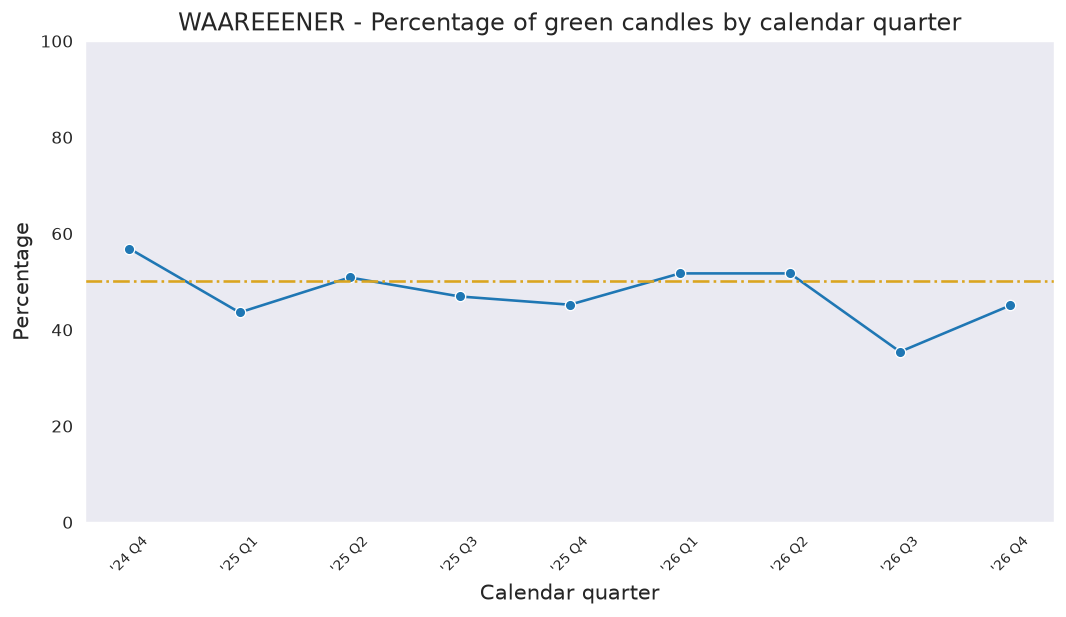 WAAREEENER - Percentage of green candles by calendar quarter
100
80
60
40
20
0
Percentage
'24 Q4
'25 Q1
'25 Q2
'25 Q3
'25 Q4
'26 Q1
'26 Q2
'26 Q3
'26 Q4
Calendar quarter